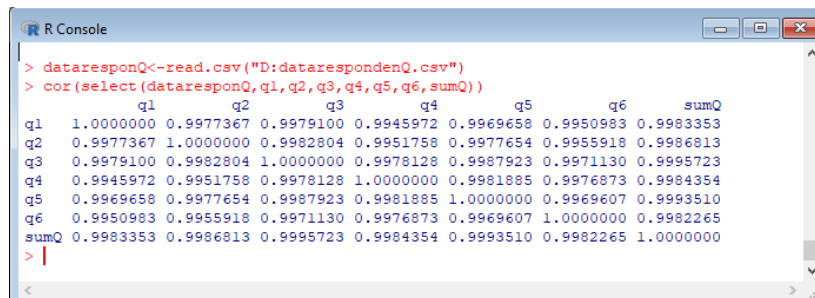 R Console
> dataresponQ<-read.csv("D:datarespondenQ.csv")
> cor(select(dataresponQ,q1,q2,q3,q4,q5,q6,sumQ))
q1 q2 q3 q4 q5 q6 sumQ
q1 1.0000000 0.9977367 0.9979100 0.9945972 0.9969658 0.9950983 0.9983353
q2 0.9977367 1.0000000 0.9982804 0.9951758 0.9977654 0.9955918 0.9986813
q3 0.9979100 0.9982804 1.0000000 0.9978128 0.9987923 0.9971130 0.9995723
q4 0.9945972 0.9951758 0.9978128 1.0000000 0.9981885 0.9976873 0.9984354
q5 0.9969658 0.9977654 0.9987923 0.9981885 1.0000000 0.9969607 0.9993510
q6 0.9950983 0.9955918 0.9971130 0.9976873 0.9969607 1.0000000 0.9982265
sumQ 0.9983353 0.9986813 0.9995723 0.9984354 0.9993510 0.9982265 1.0000000
>